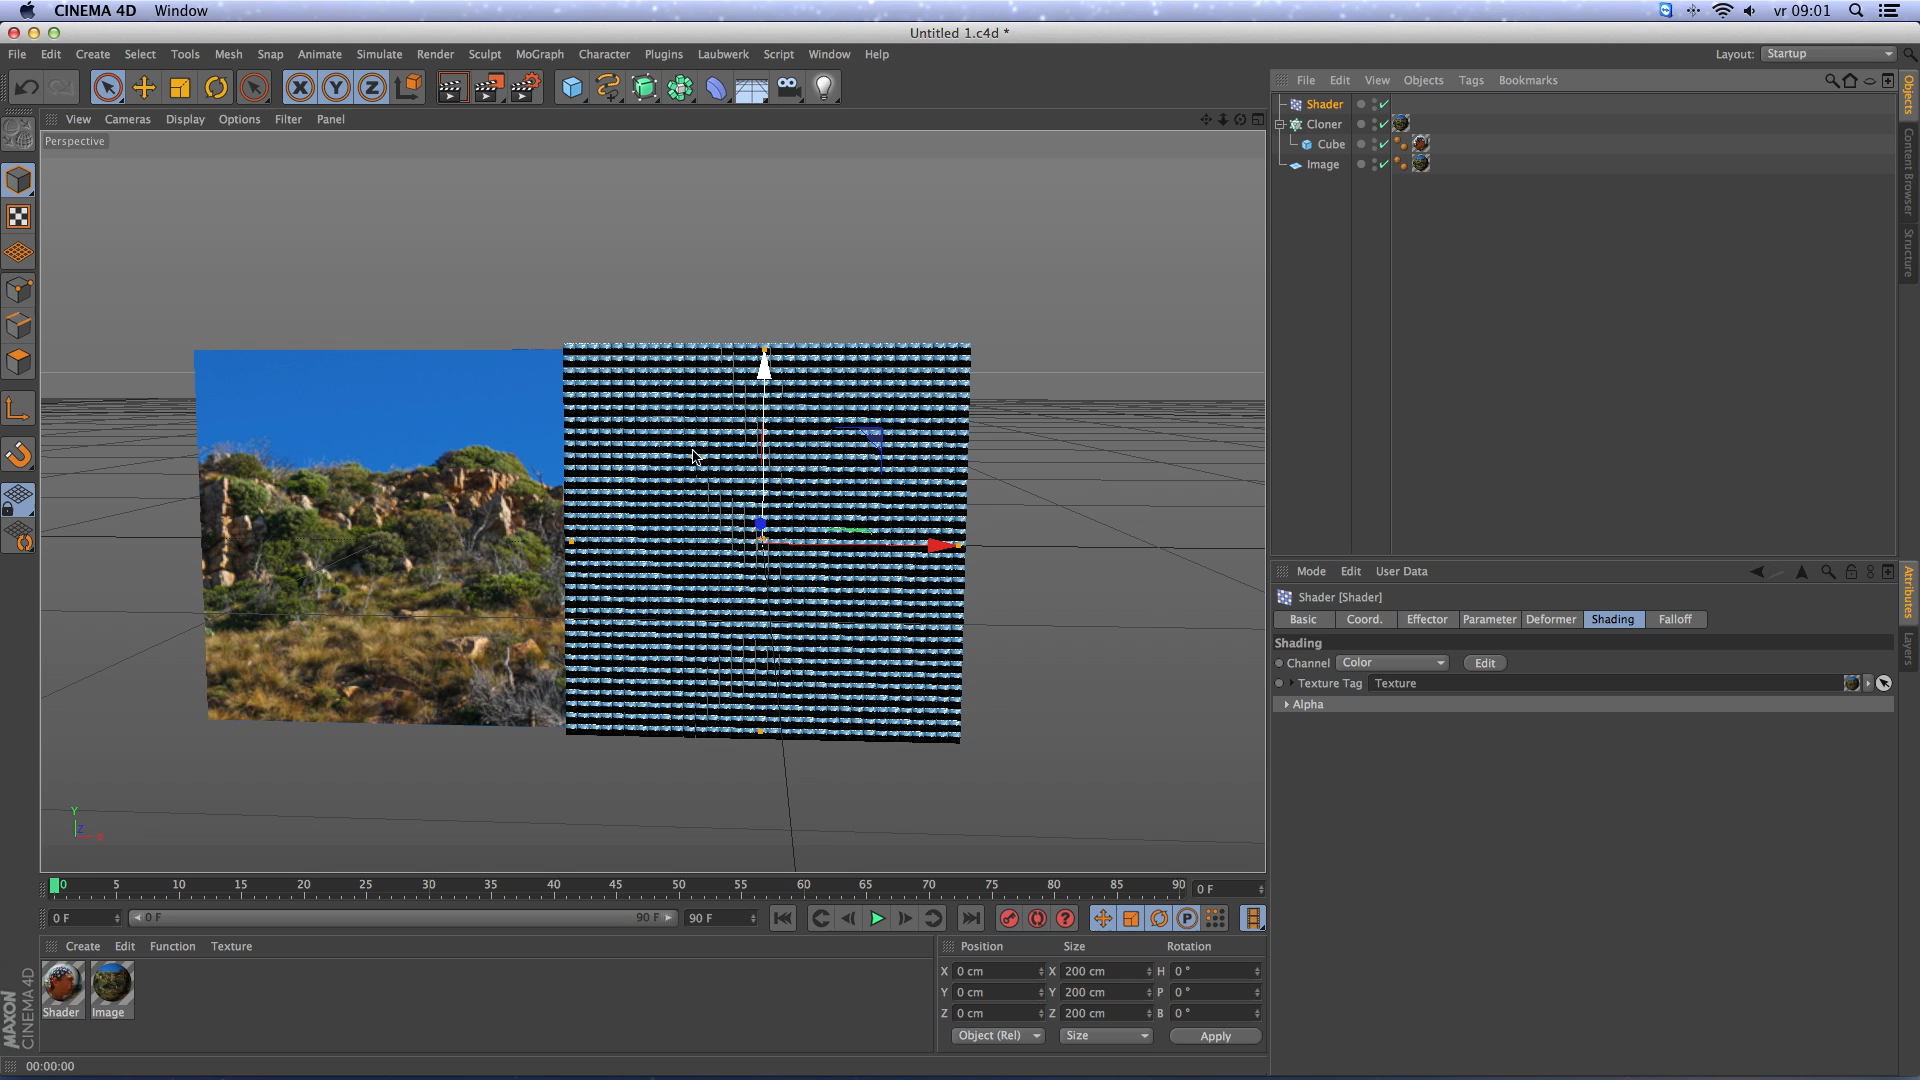 CINEMA 4D Window vr 09:01
Untitled 1.c4d *
File Edit Create Select Tools Mesh Snap Animate Simulate Render Sculpt MoGraph Character Plugins Laubwerk Script Window Help Layout: Startup
X Y Z
File Edit View Objects Tags Bookmarks
View Cameras Display Options Filter Panel
Perspective
Shader
Cloner
Cube
Image
Objects
Content Browser
Structure
Mode Edit User Data
Shader [Shader]
Basic Coord. Effector Parameter Deformer Shading Falloff
Shading
Channel Color Edit
Texture Tag Texture
Alpha
Attributes
Layers
Y
Z
X
0 5 10 15 20 25 30 35 40 45 50 55 60 65 70 75 80 85 90 0 F
0 F 0 F 90 F 90 F P
Create Edit Function Texture
Shader Image
Position Size Rotation
X 0 cm X 200 cm H 0 °
Y 0 cm Y 200 cm P 0 °
Z 0 cm Z 200 cm B 0 °
Object (Rel) Size Apply
MAXON
CINEMA 4D
00:00:00